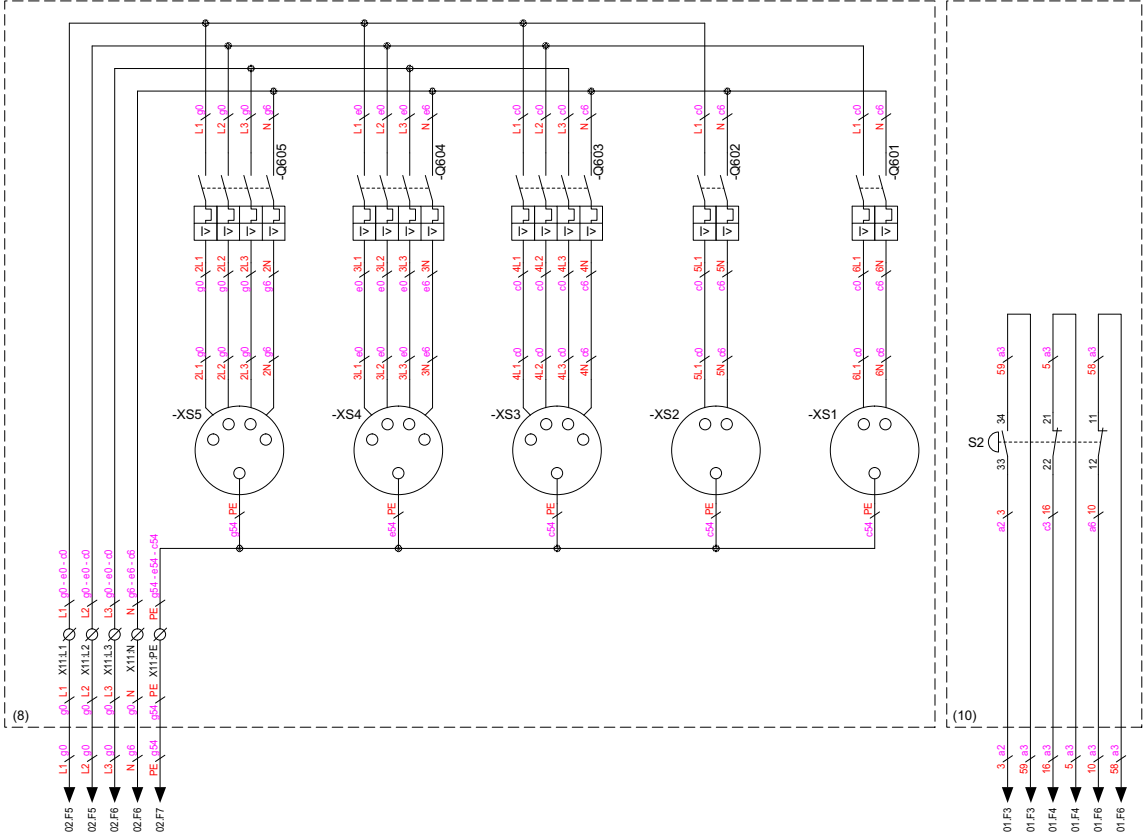 L1 g0 L2 g0 L3 g0 N g6
L1 e0 L2 e0 L3 e0 N e6
L1 c0 L2 c0 L3 c0 N c6
L1 c0 N c6
L1 c0 N c6
-Q605
-Q604
-Q603
-Q602
-Q601
I> I> I> I>
I> I> I> I>
I> I> I> I>
I> I>
I> I>
g0 2L1 g0 2L2 g0 2L3 g6 2N
e0 3L1 e0 3L2 e0 3L3 e6 3N
c0 4L1 c0 4L2 c0 4L3 c6 4N
c0 5L1 c6 5N
c0 6L1 c6 6N
2L1 g0 2L2 g0 2L3 g0 2N g6
3L1 e0 3L2 e0 3L3 e0 3N e6
4L1 c0 4L2 c0 4L3 c0 4N c6
5L1 c0 5N c6
6L1 c0 6N c6
-XS5
-XS4
-XS3
-XS2
-XS1
g54 PE
e54 PE
c54 PE
c54 PE
c54 PE
L1 g0 - e0 - c0
L2 g0 - e0 - c0
L3 g0 - e0 - c0
N g6 - e6 - c6
PE g54 - e54 - c54
X11:L1
X11:L2
X11:L3
X11:N
X11:PE
g0 L1
g0 L2
g0 L3
g0 N
g54 PE
(8)
L1 g0
L2 g0
L3 g0
N g6
PE g54
02.F5
02.F5
02.F6
02.F6
02.F7
59 a3
5 a3
58 a3
34
21
11
S2
33
22
12
a2 3
c3 16
a6 10
(10)
3 a2
59 a3
16 a3
5 a3
10 a3
58 a3
01.F3
01.F3
01.F4
01.F4
01.F6
01.F6